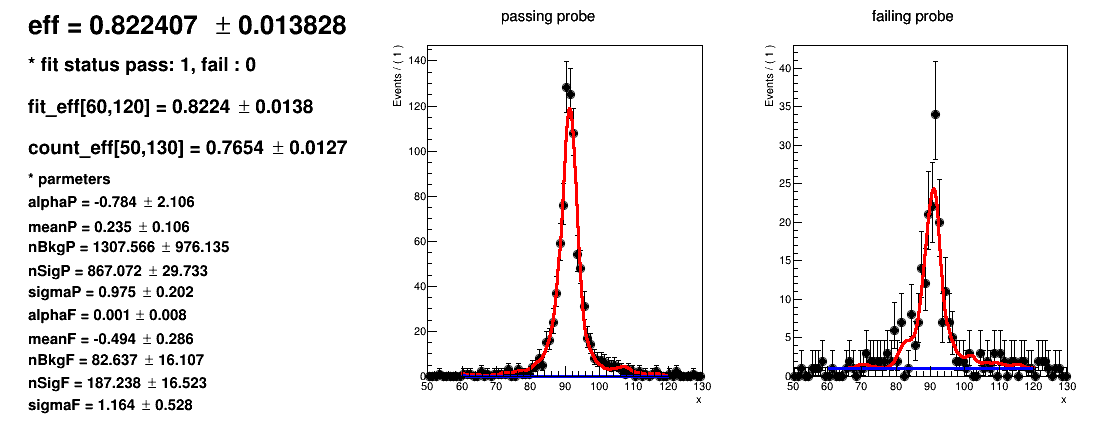 eff = 0.822407 ± 0.013828
* fit status pass: 1, fail : 0
fit_eff[60,120] = 0.8224 ± 0.0138
count_eff[50,130] = 0.7654 ± 0.0127
* parmeters
alphaP = -0.784 ± 2.106
meanP = 0.235 ± 0.106
nBkgP = 1307.566 ± 976.135
nSigP = 867.072 ± 29.733
sigmaP = 0.975 ± 0.202
alphaF = 0.001 ± 0.008
meanF = -0.494 ± 0.286
nBkgF = 82.637 ± 16.107
nSigF = 187.238 ± 16.523
sigmaF = 1.164 ± 0.528
passing probe
Events / ( 1 )
140
120
100
80
60
40
20
0
50 60 70 80 90 100 110 120 130
x
failing probe
Events / ( 1 )
40
35
30
25
20
15
10
5
0
50 60 70 80 90 100 110 120 130
x